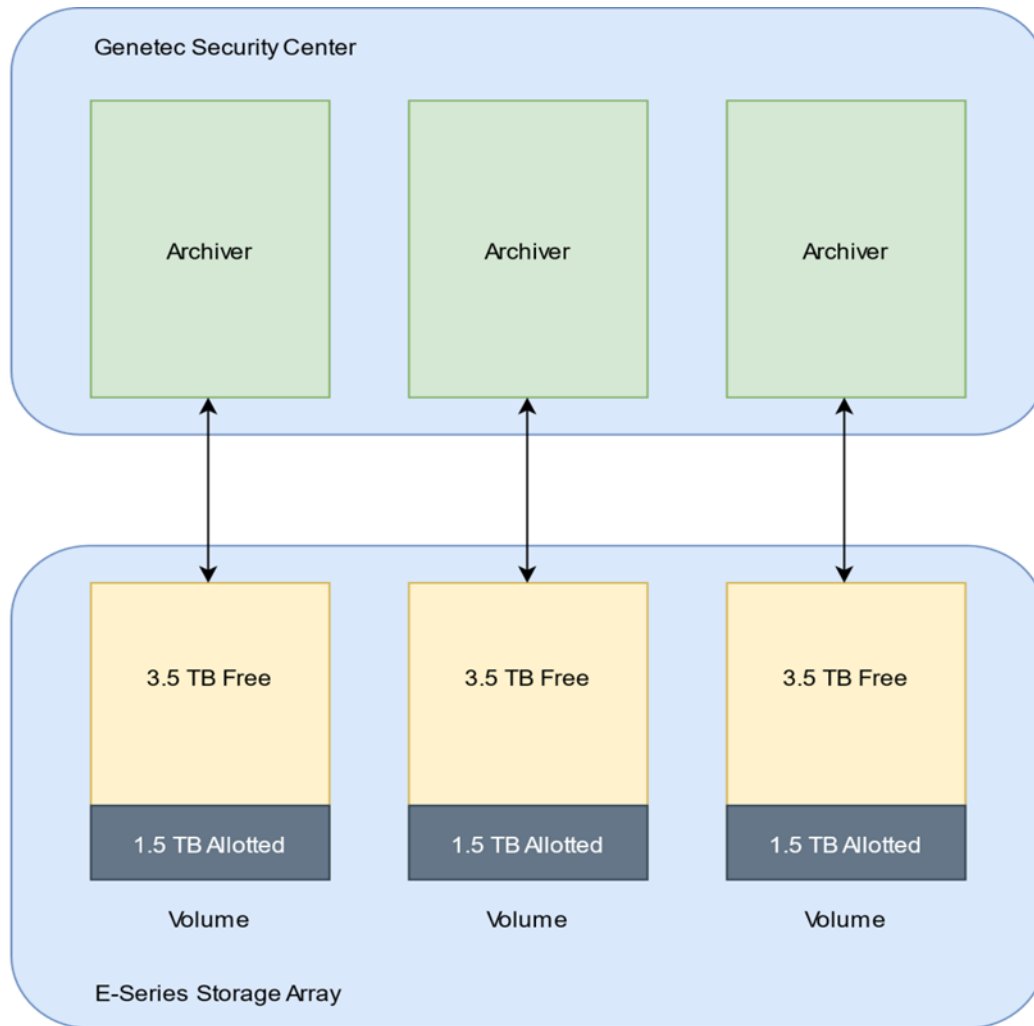 Genetec Security Center
Archiver
Archiver
Archiver
3.5 TB Free
3.5 TB Free
3.5 TB Free
1.5 TB Allotted
1.5 TB Allotted
1.5 TB Allotted
Volume
Volume
Volume
E-Series Storage Array